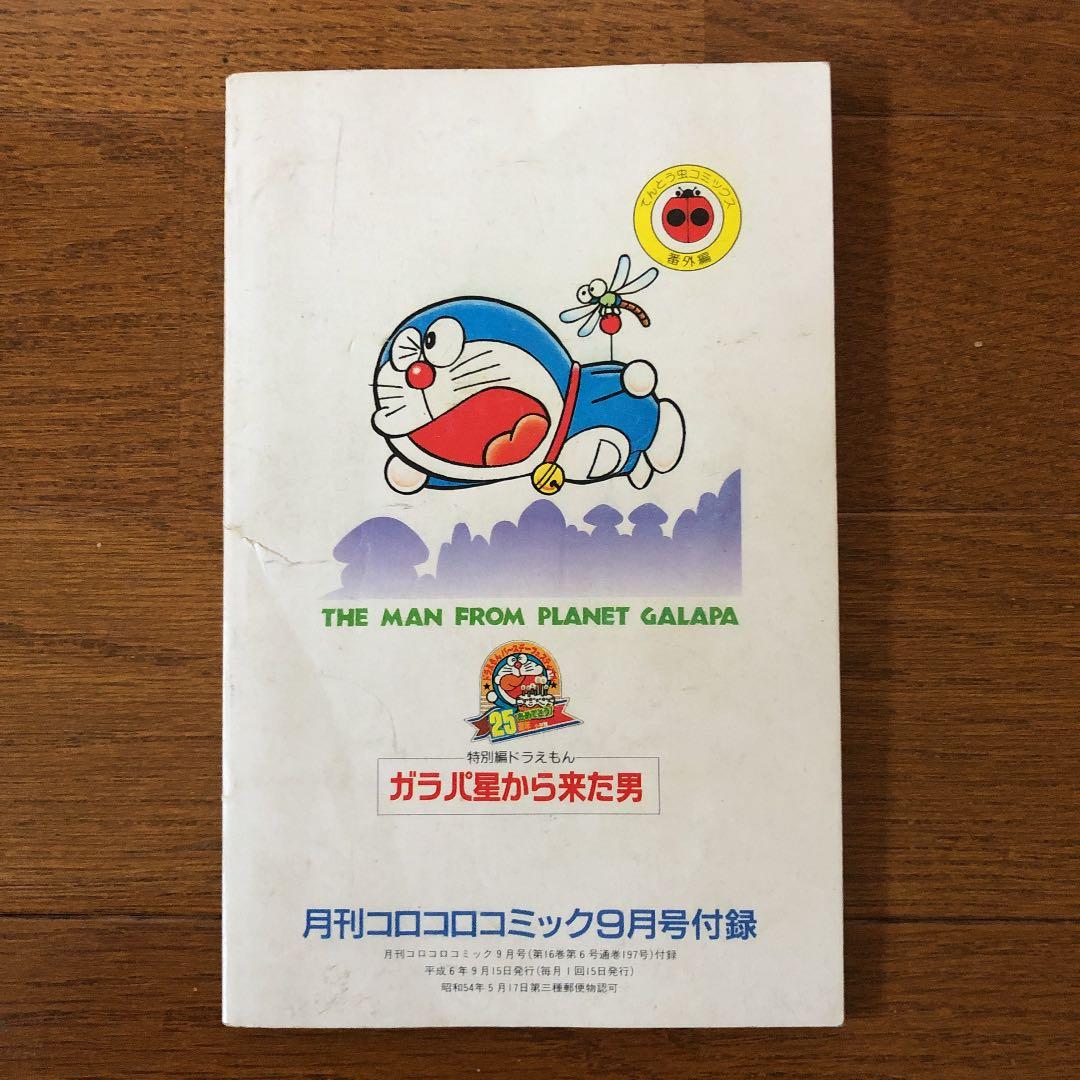 てんとう虫コミックス
番外編
THE MAN FROM PLANET GALAPA
25
特別編ドラえもん
ガラパ星から来た男
月刊コロコロコミック9月号付録
月刊コロコロコミック9月号(第16巻第6号通巻197号)付録
平成6年9月15日発行(毎月1回15日発行)
昭和54年5月17日第三種郵便物認可